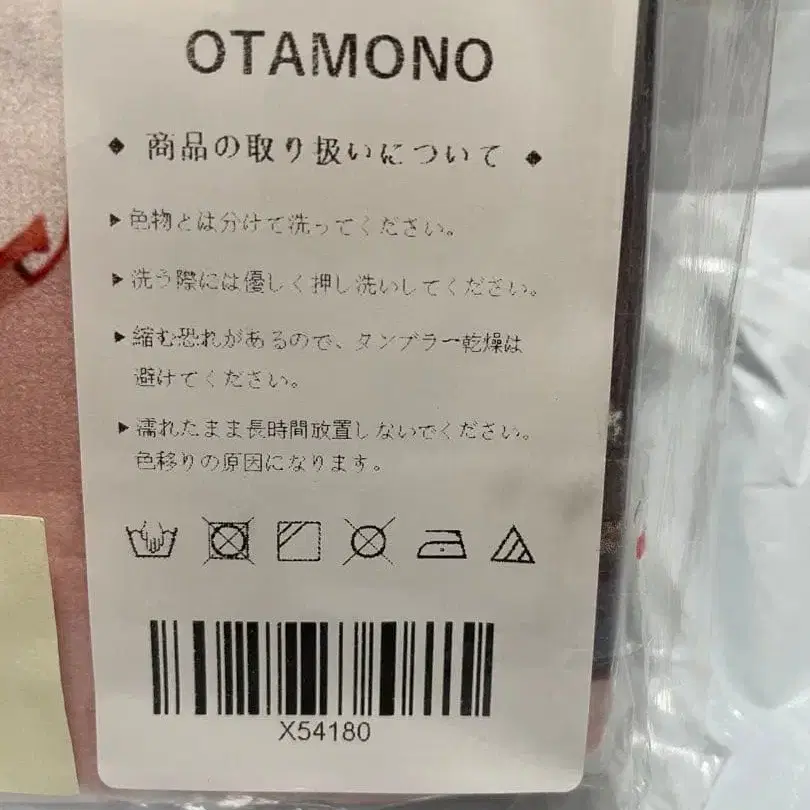 OTAMONO
◆ 商品の取り扱いについて ◆
▶色物とは分けて洗ってください。
▶洗う際には優しく押し洗いしてください。
▶縮む恐れがあるので、タンブラー乾燥は
避けてください。
▶濡れたまま長時間放置しないでください。
色移りの原因になります。
X54180